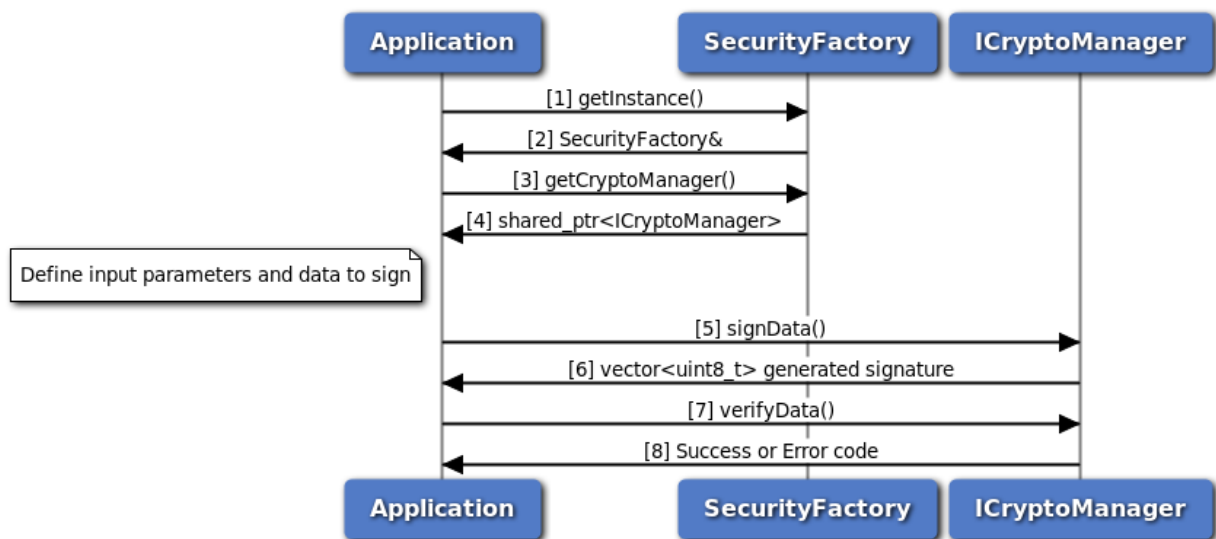 Application SecurityFactory ICryptoManager
[1] getInstance()
[2] SecurityFactory&
[3] getCryptoManager()
[4] shared_ptr<ICryptoManager>
Define input parameters and data to sign
[5] signData()
[6] vector<uint8_t> generated signature
[7] verifyData()
[8] Success or Error code
Application SecurityFactory ICryptoManager